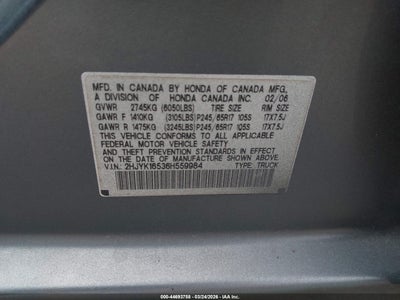 MFD. IN CANADA BY HONDA OF CANADA MFG.,
A DIVISION OF HONDA CANADA INC. 02/06
GVWR 2745KG (6050LBS) TIRE SIZE RIM SIZE
GAWR F 1410KG (3105LBS) P245/65R17 105S 17X7.5J
GAWR R 1475KG (3245LBS) P245/65R17 105S 17X7.5J
THIS VEHICLE CONFORMS TO ALL APPLICABLE
FEDERAL MOTOR VEHICLE SAFETY AND
THEFT PREVENTION STANDARDS IN EFFECT ON
THE DATE OF MANUFACTURE SHOWN ABOVE.
V.I.N.: 2HJYK16536H559984 TYPE: TRUCK
000-44693758 - 03/24/2026 - IAA Inc.